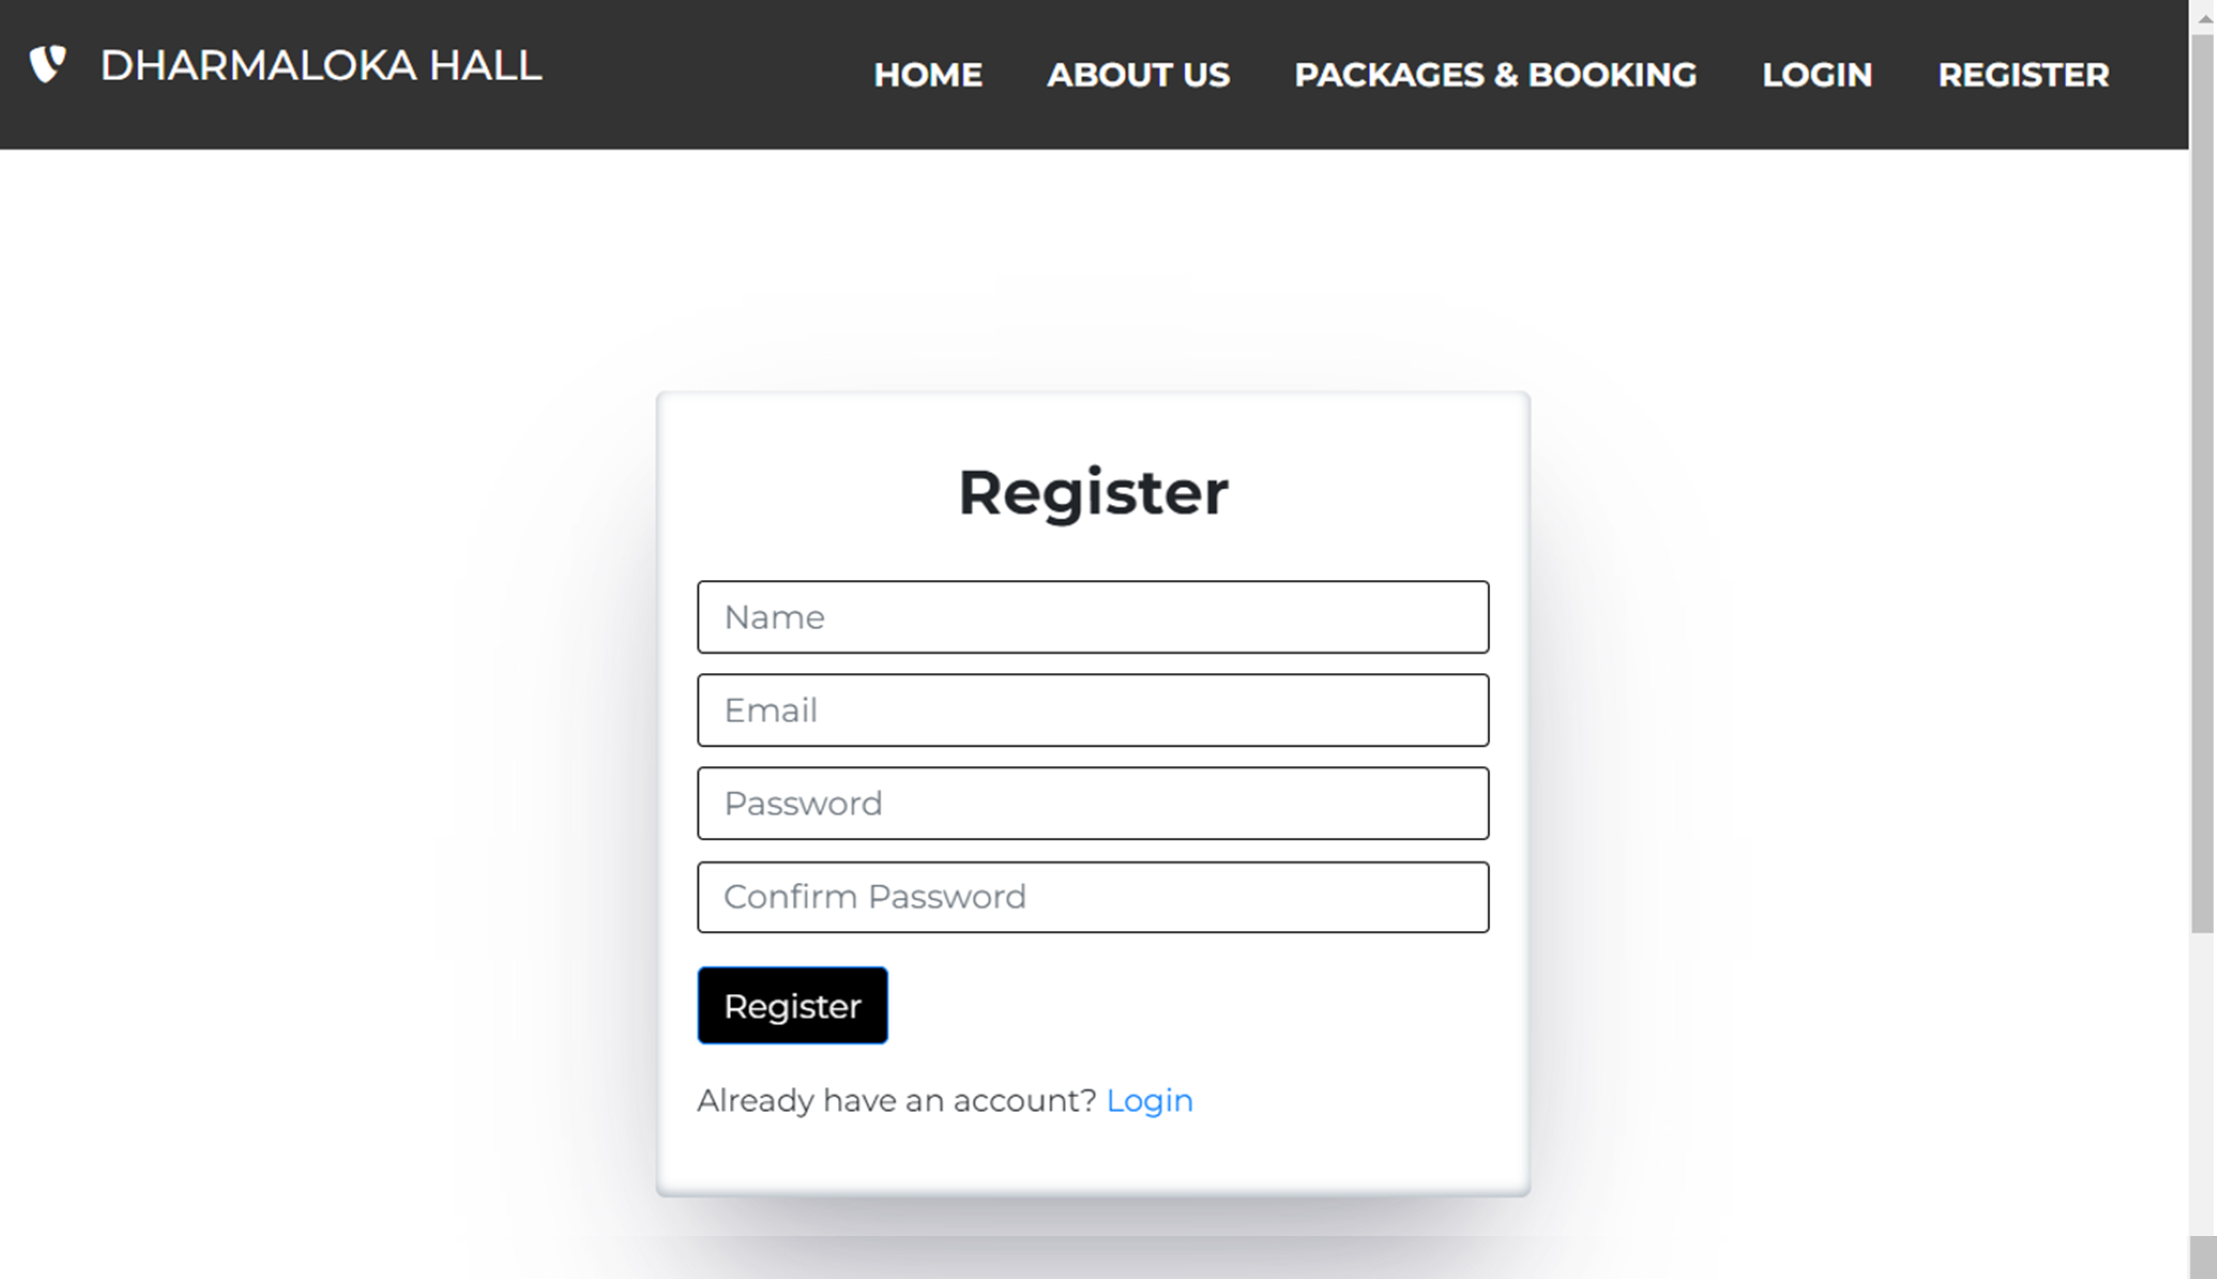 DHARMALOKA HALL
HOME ABOUT US PACKAGES & BOOKING LOGIN REGISTER
Register
Name
Email
Password
Confirm Password
Register
Already have an account? Login